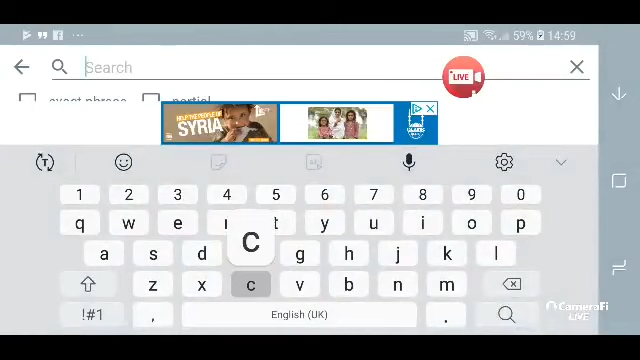 59% 14:59
Search
LIVE
exact phrase partial
HELP THE PEOPLE OF
SYRIA
1 2 3 4 5 6 7 8 9 0
q w e r t y u i o p
a s d g h j k l
C
z x c v b n m
!#1 , English (UK) .
CameraFi
LIVE